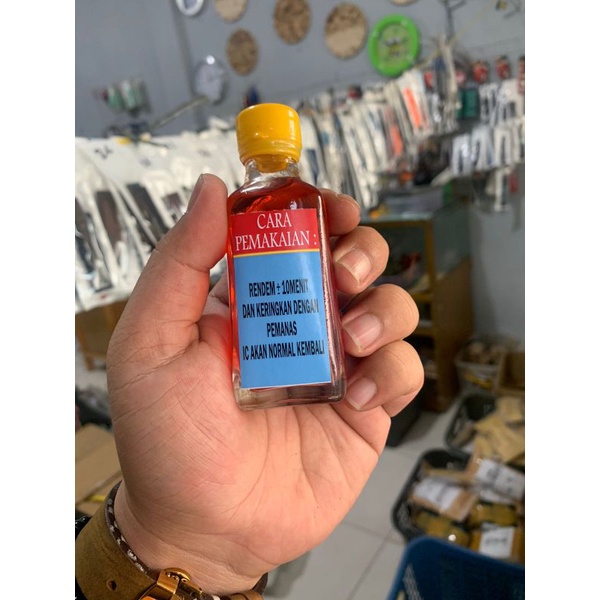 CARA
PEMAKAIAN :
RENDEM ± 10MENIT
DAN KERINGKAN DENGAN
PEMANAS
IC AKAN NORMAL KEMBALI